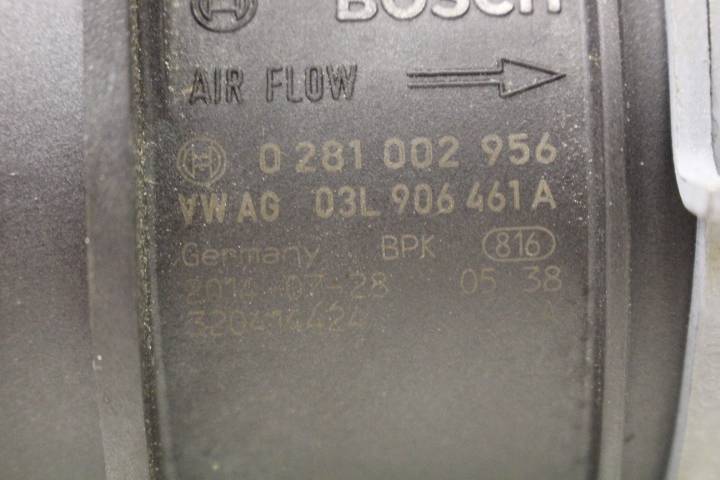 BOSCH
AIR FLOW
0 281 002 956
VW AG 03L 906 461 A
Germany BPK 816
2014-07-28 05 38
320414424 A